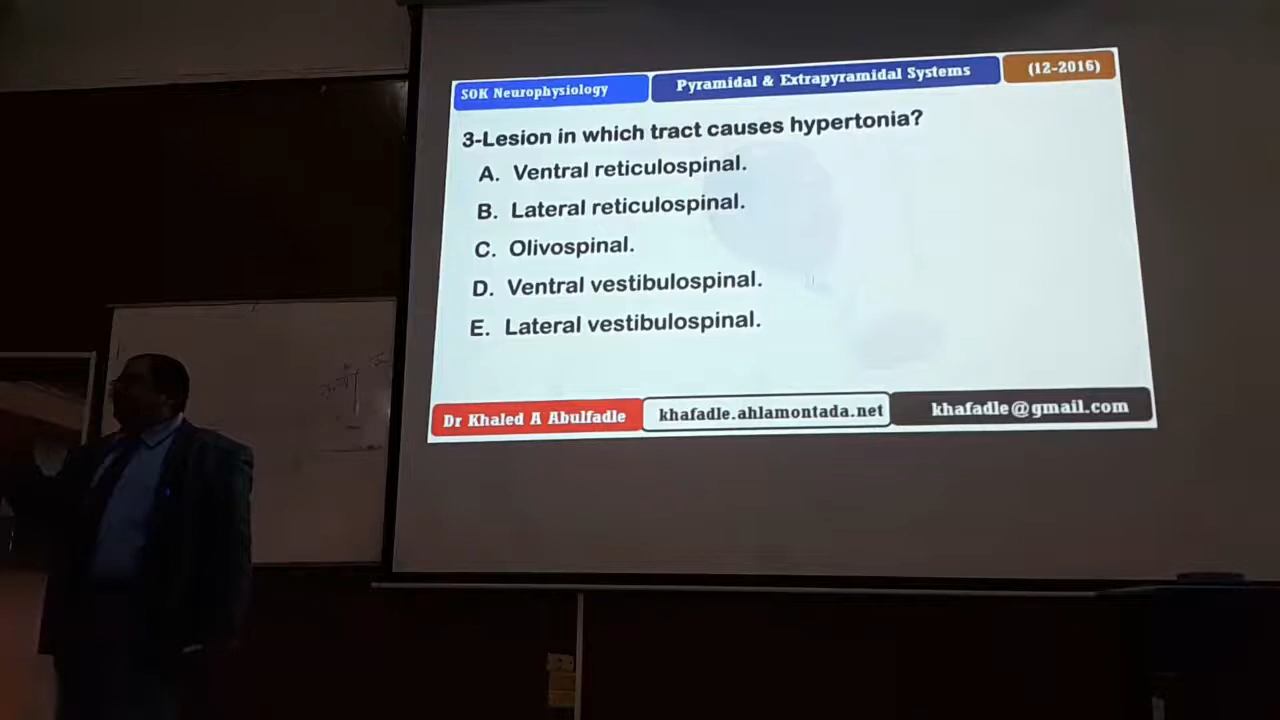 SOK Neurophysiology
Pyramidal & Extrapyramidal Systems
(12-2016)
3-Lesion in which tract causes hypertonia?
A. Ventral reticulospinal.
B. Lateral reticulospinal.
C. Olivospinal.
D. Ventral vestibulospinal.
E. Lateral vestibulospinal.
Dr Khaled A Abulfadle
khafadle.ahlamontada.net
khafadle@gmail.com